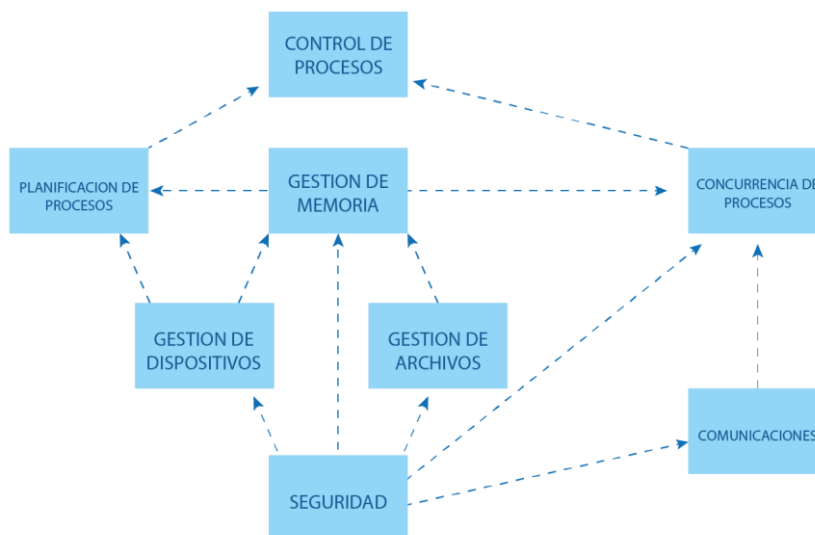 CONTROL DE
PROCESOS
PLANIFICACION DE
PROCESOS
GESTION DE
MEMORIA
CONCURRENCIA DE
PROCESOS
GESTION DE
DISPOSITIVOS
GESTION DE
ARCHIVOS
COMUNICACIONES
SEGURIDAD